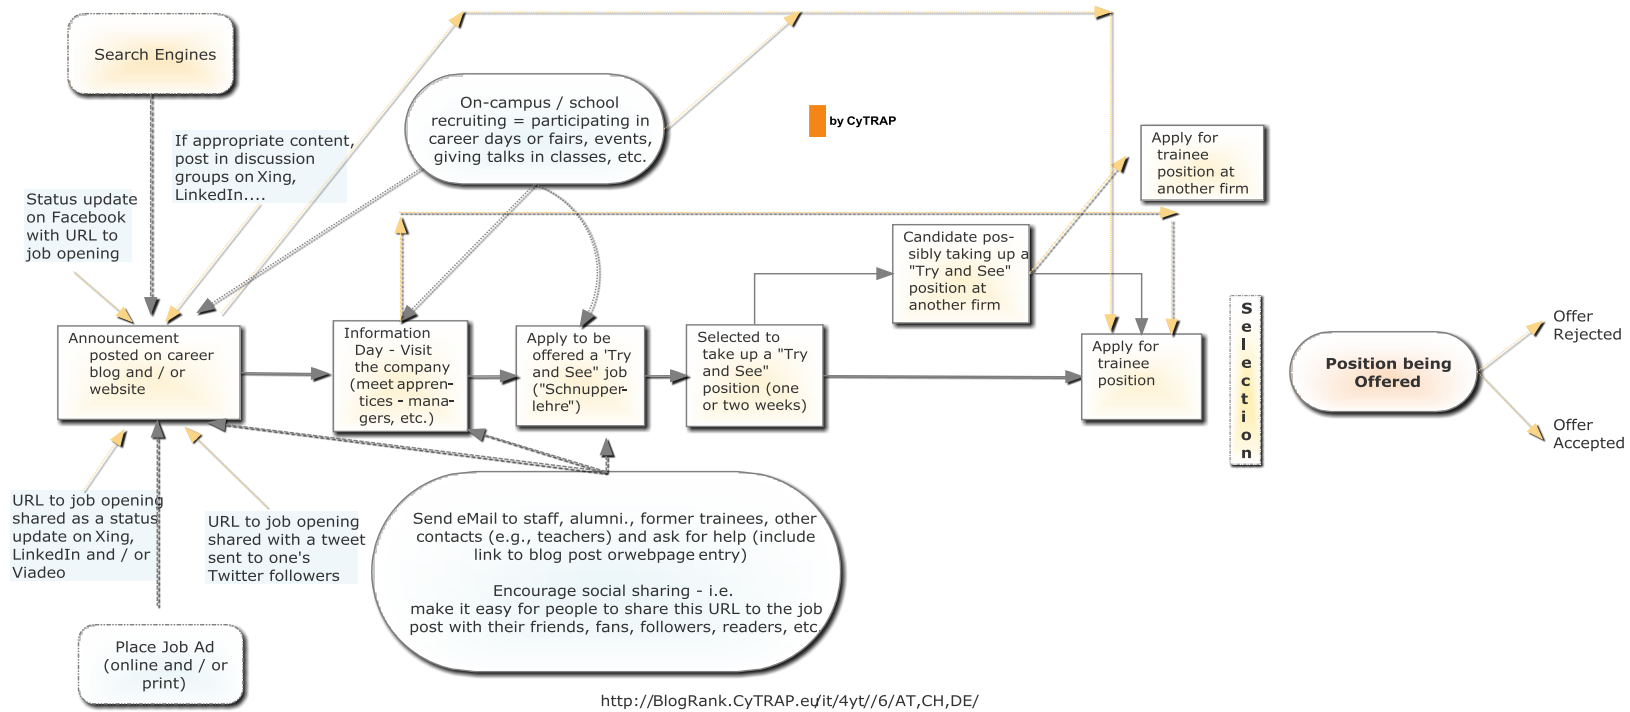 Search Engines
If appropriate content,
post in discussion
groups on Xing,
LinkedIn....
Status update
on Facebook
with URL to
job opening
On-campus / school
recruiting = participating in
career days or fairs, events,
giving talks in classes, etc.
by CyTRAP
Apply for
trainee
position at
another firm
Candidate pos-
sibly taking up a
"Try and See"
position at
another firm
Announcement
posted on career
blog and / or
website
Information
Day - Visit
the company
(meet appren-
tices - mana-
gers, etc.)
Apply to be
offered a 'Try
and See" job
("Schnupper-
lehre")
Selected to
take up a "Try
and See"
position (one
or two weeks)
Apply for
trainee
position
S
e
l
e
c
t
i
o
n
Position being
Offered
Offer
Rejected
Offer
Accepted
URL to job opening
shared as a status
update on Xing,
LinkedIn and / or
Viadeo
URL to job opening
shared with a tweet
sent to one's
Twitter followers
Send eMail to staff, alumni., former trainees, other
contacts (e.g., teachers) and ask for help (include
link to blog post orwebpage entry)
Encourage social sharing - i.e.
make it easy for people to share this URL to the job
post with their friends, fans, followers, readers, etc.
Place Job Ad
(online and / or
print)
http://BlogRank.CyTRAP.eu/it/4yt//6/AT,CH,DE/